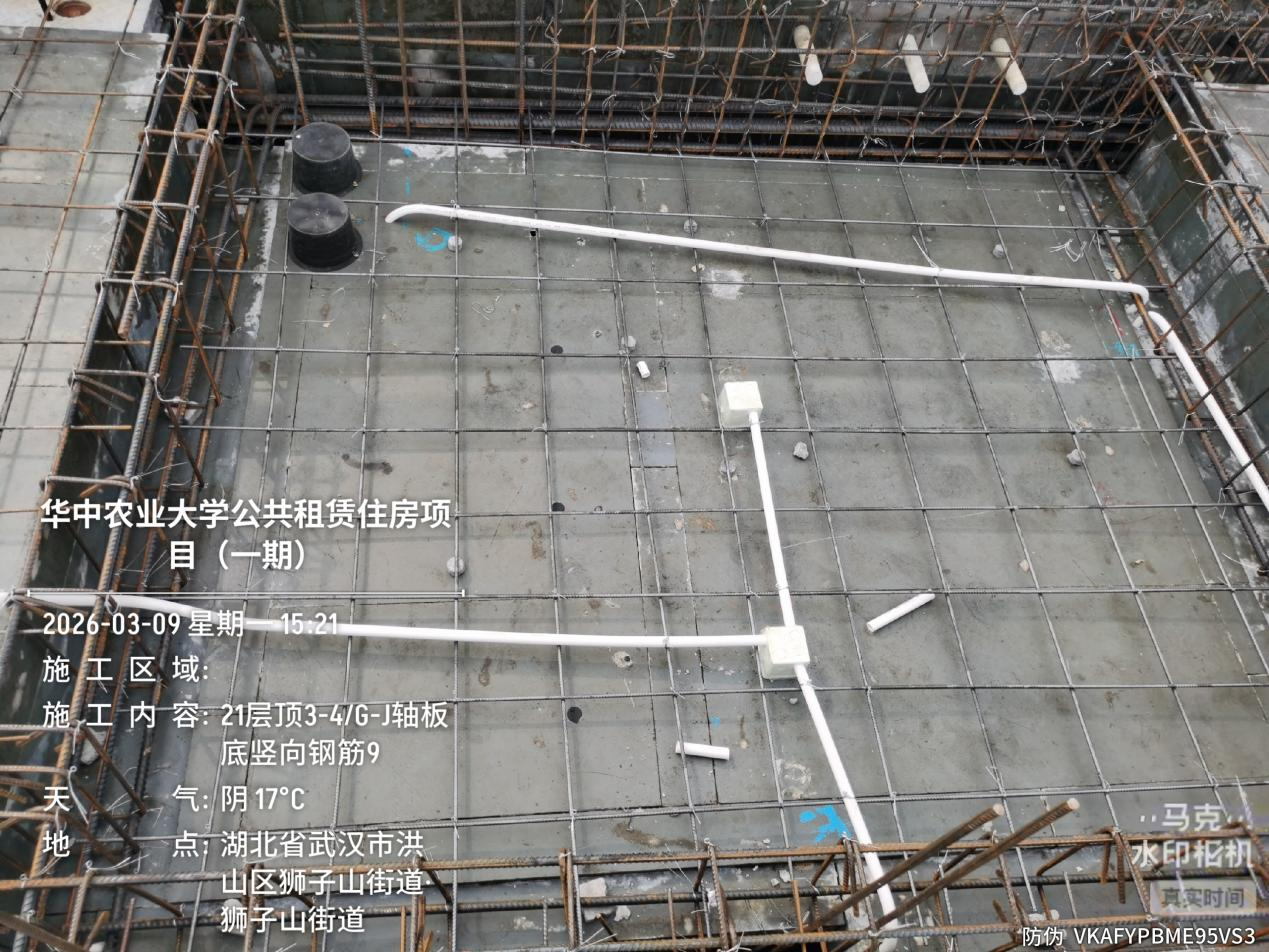 华中农业大学公共租赁住房项
目（一期）
2026-03-09 星期一 15:21
施工区域:
施工内容: 21层顶3-4/G-J轴板
底竖向钢筋9
天气: 阴 17°C
地点: 湖北省武汉市洪
山区狮子山街道·
狮子山街道
马克
水印相机
真实时间
防伪 VKAFYPBME95VS3